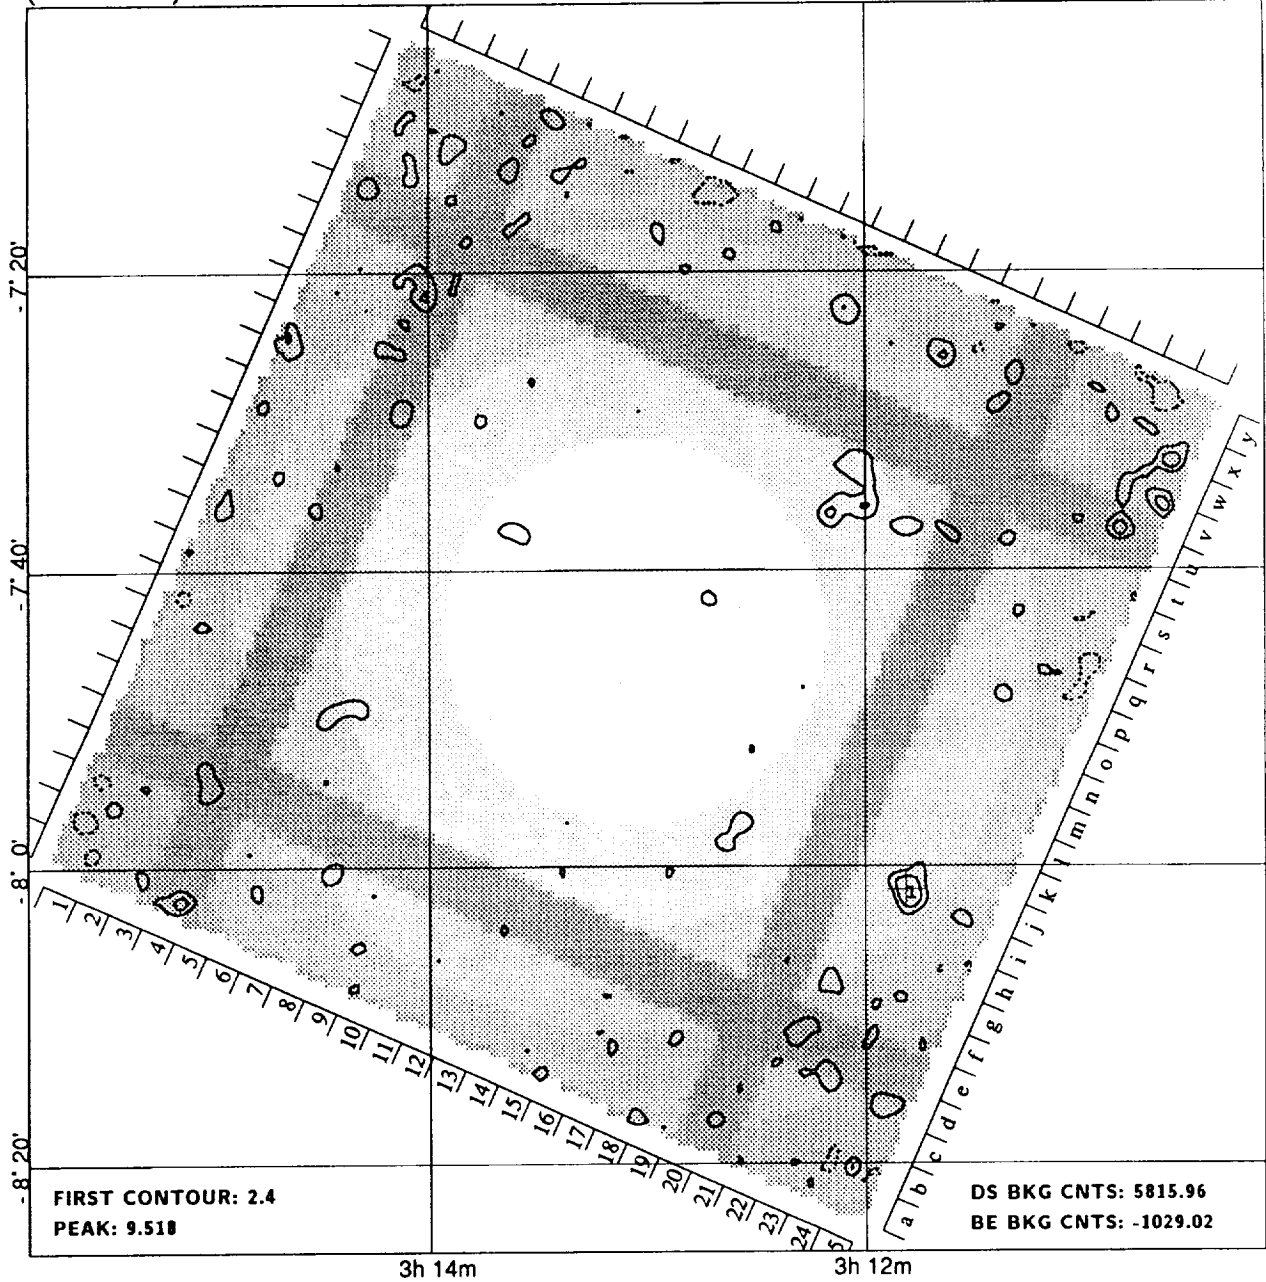 -7° 20'
-7° 40'
-8° 0'
-8° 20'
1 2 3 4 5 6 7 8 9 10 11 12 13 14 15 16 17 18 19 20 21 22 23 24
a b c d e f g h i j k l m n o p q r s t u v w x y
1
FIRST CONTOUR: 2.4
PEAK: 9.518
DS BKG CNTS: 5815.96
BE BKG CNTS: -1029.02
3h 14m
3h 12m